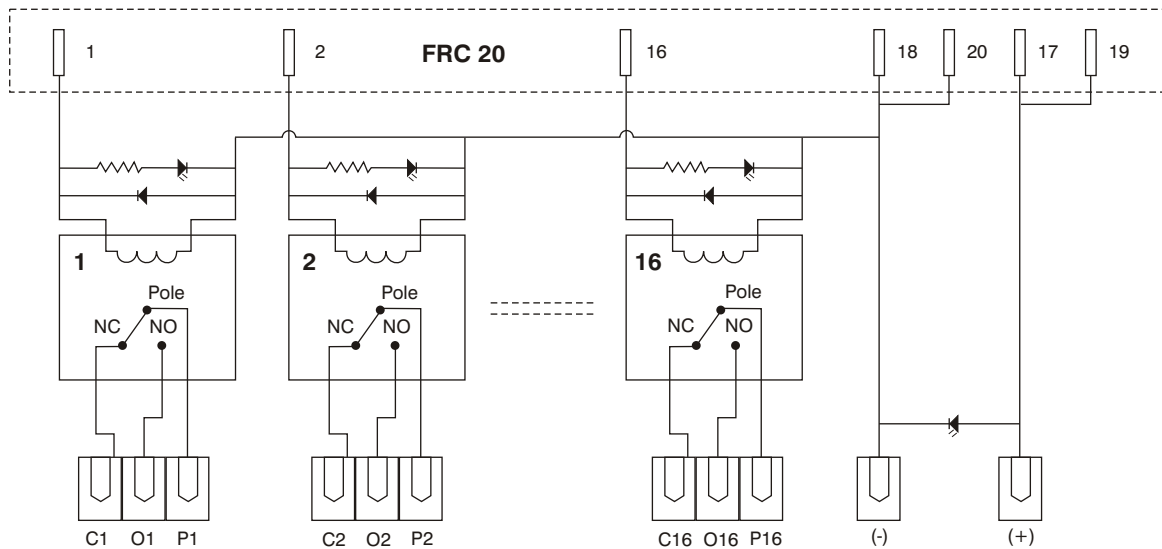 1 2 FRC 20 16 18 20 17 19
1 2 16
Pole Pole Pole
NC NO NC NO NC NO
C1 O1 P1 C2 O2 P2 C16 O16 P16 (-) (+)